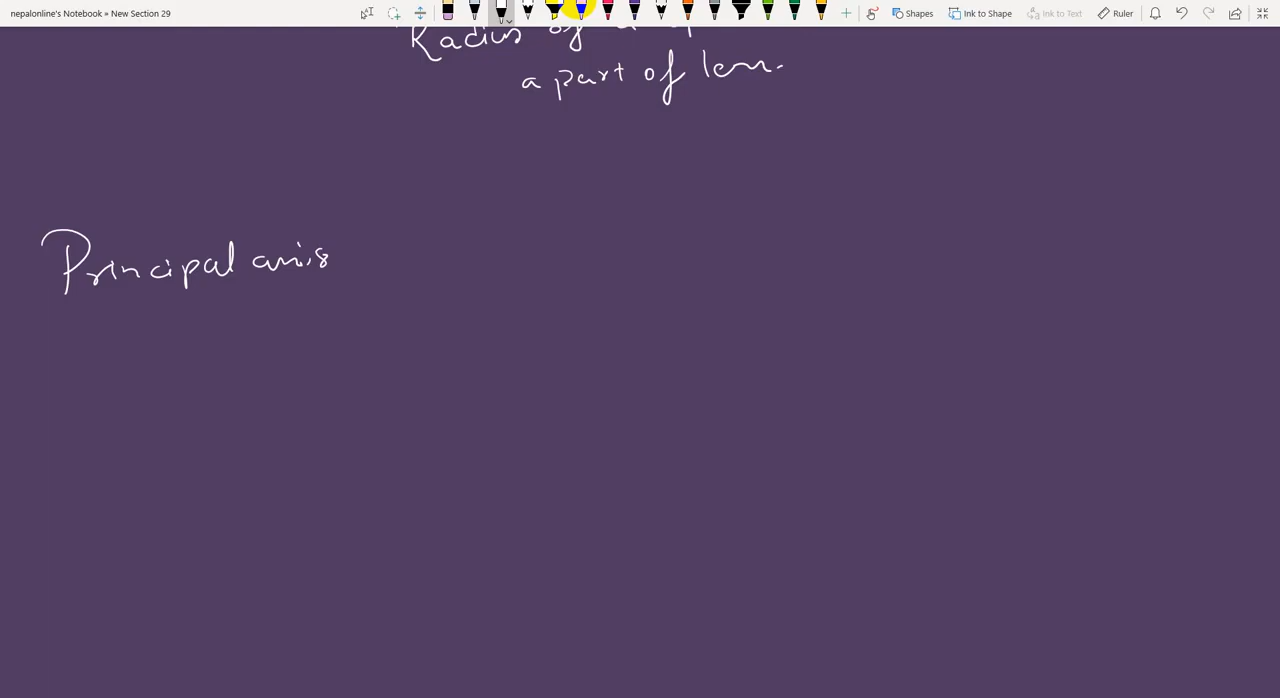 nepalonline's Notebook » New Section 29
Shapes
Ink to Shape
Ink to Text
Ruler
Radius of
a part of lens.
Principal axis